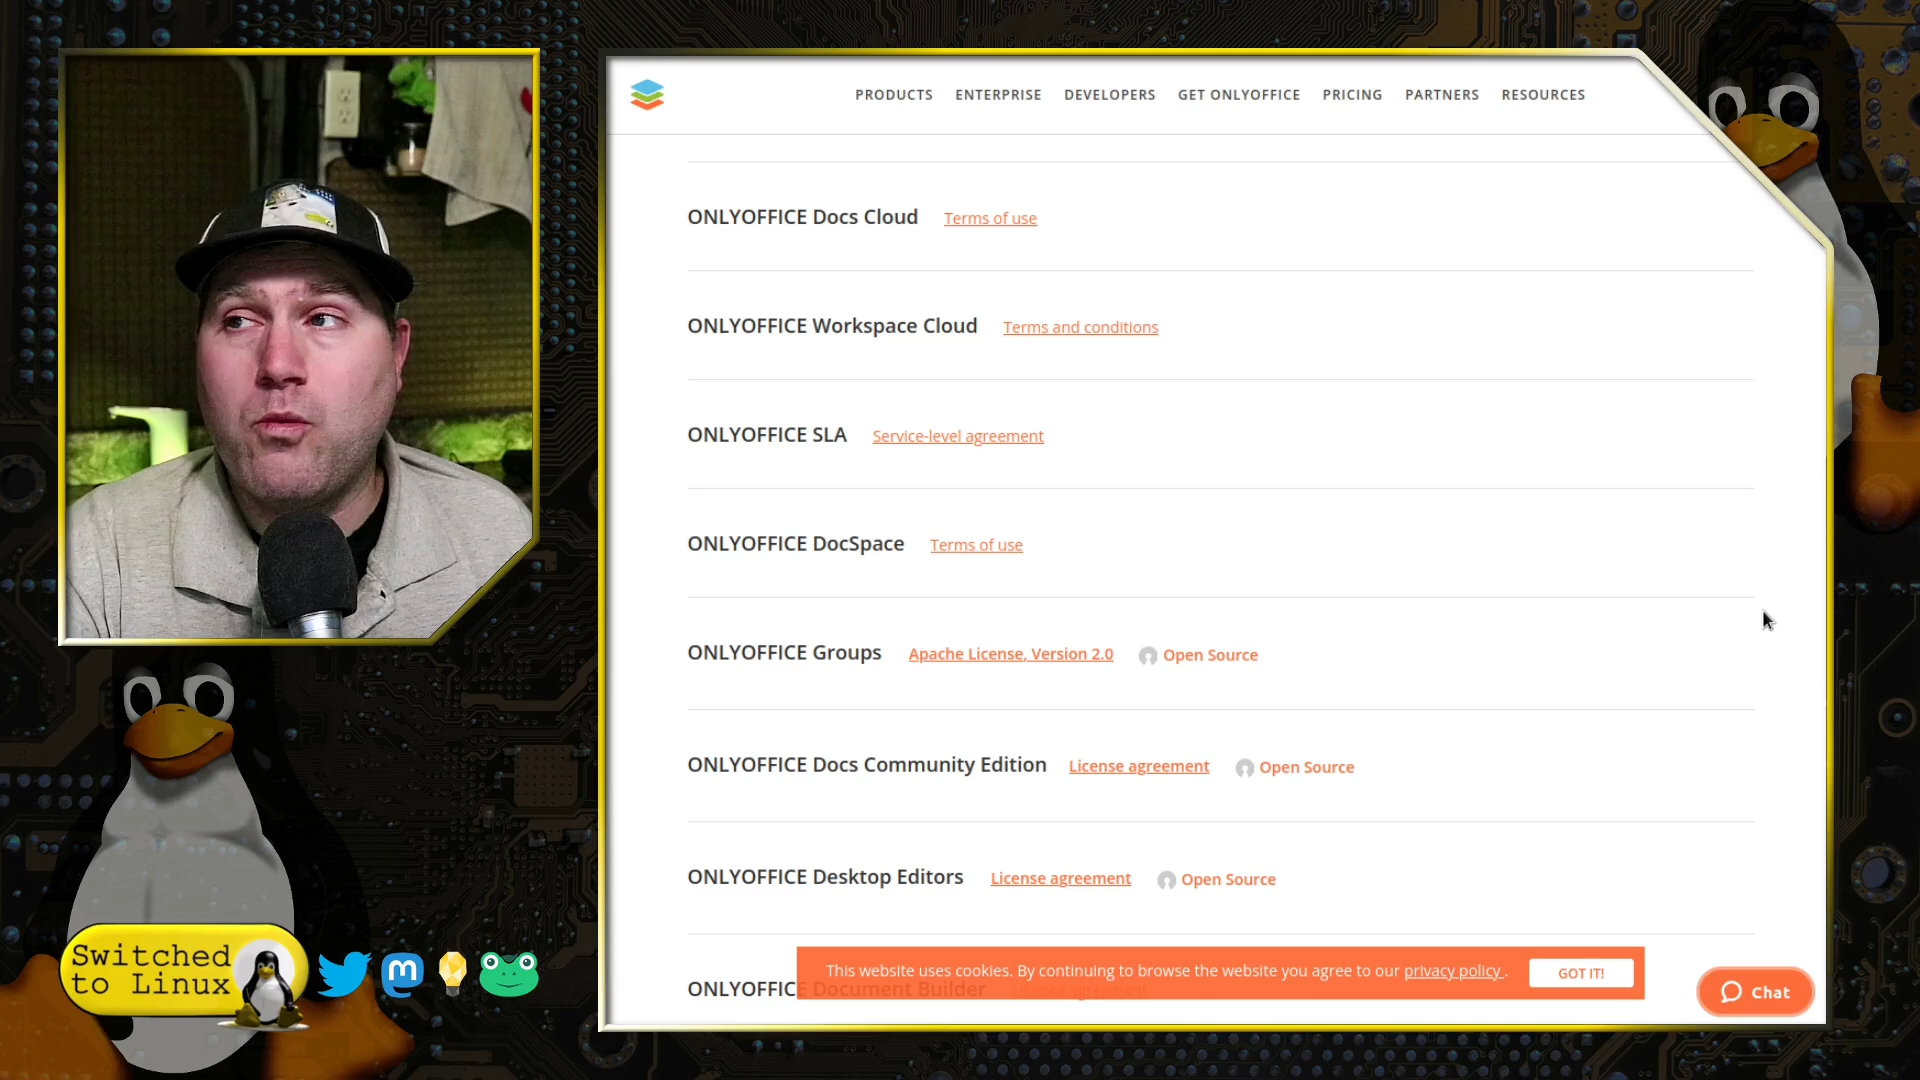 PRODUCTS ENTERPRISE DEVELOPERS GET ONLYOFFICE PRICING PARTNERS RESOURCES
ONLYOFFICE Docs Cloud Terms of use
ONLYOFFICE Workspace Cloud Terms and conditions
ONLYOFFICE SLA Service-level agreement
ONLYOFFICE DocSpace Terms of use
ONLYOFFICE Groups Apache License, Version 2.0 Open Source
ONLYOFFICE Docs Community Edition License agreement Open Source
ONLYOFFICE Desktop Editors License agreement Open Source
ONLYOFFICE Document Builder License agreement
This website uses cookies. By continuing to browse the website you agree to our privacy policy .
GOT IT!
Chat
Switched
to Linux